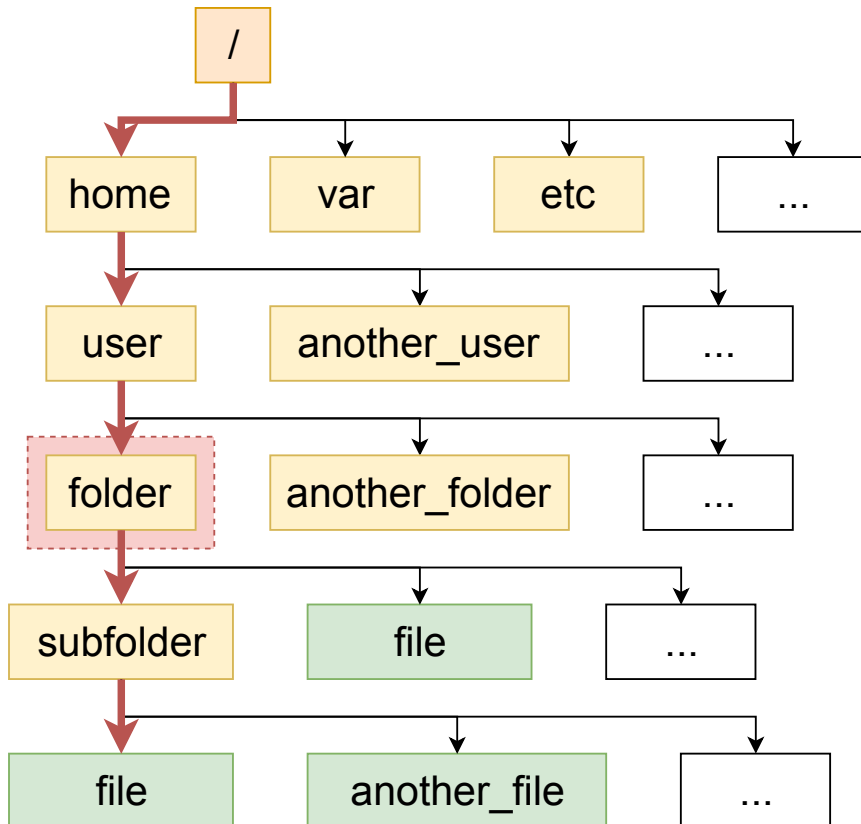 /
home var etc ...
user another_user ...
folder another_folder ...
subfolder file ...
file another_file ...